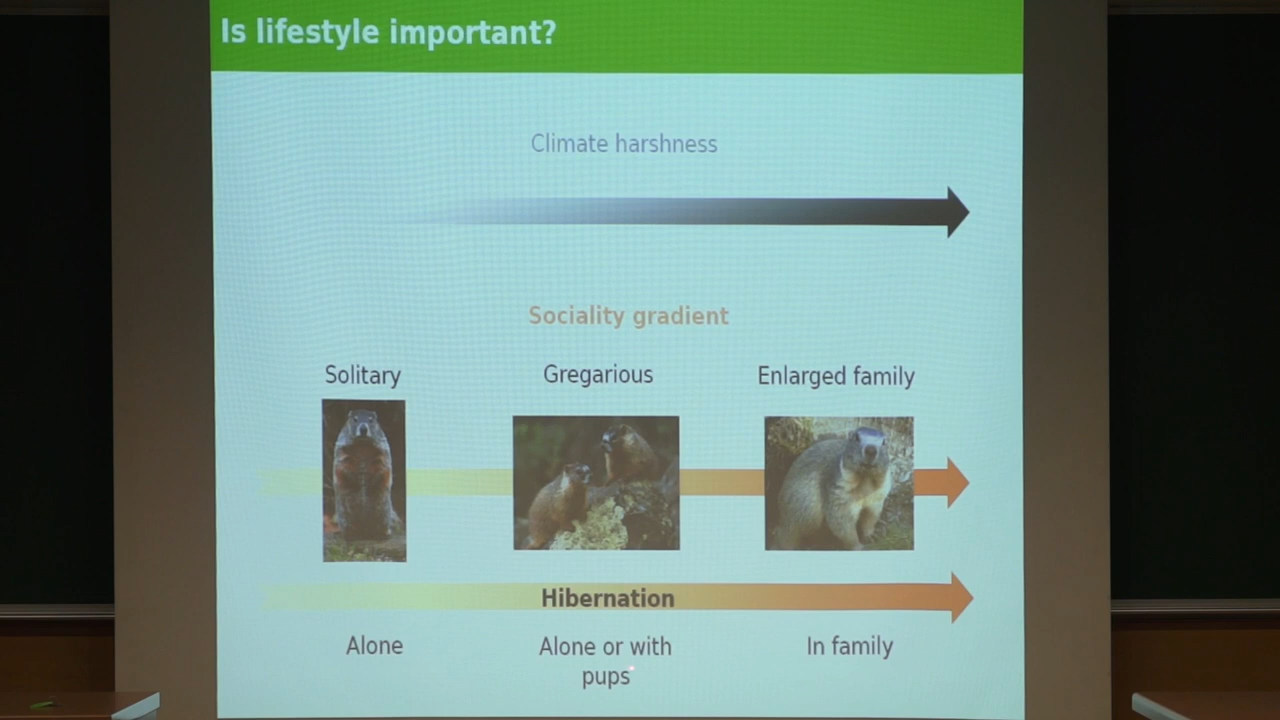 Is lifestyle important?
Climate harshness
Sociality gradient
Solitary
Gregarious
Enlarged family
Hibernation
Alone
Alone or with
pups
In family